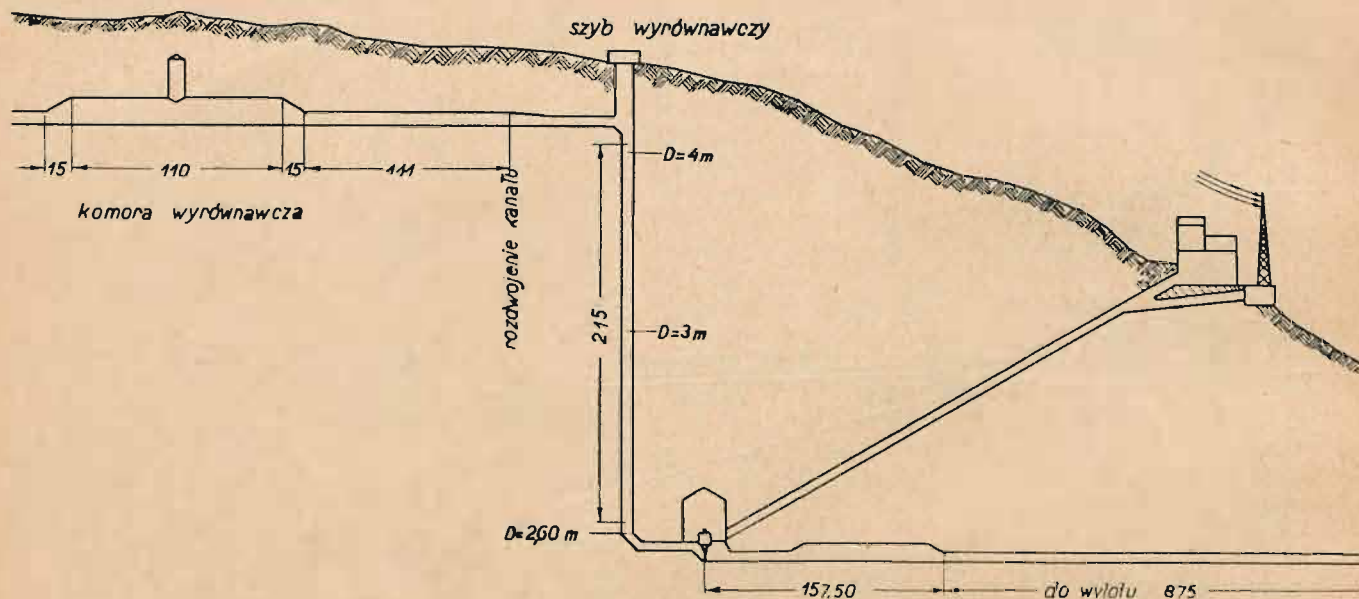 szyb wyrównawczy
15 110 15 111
D=4m
komora wyrównawcza
rozdwojenie kanału
215
D=3m
D=2,60 m
157,50 do wylotu 875